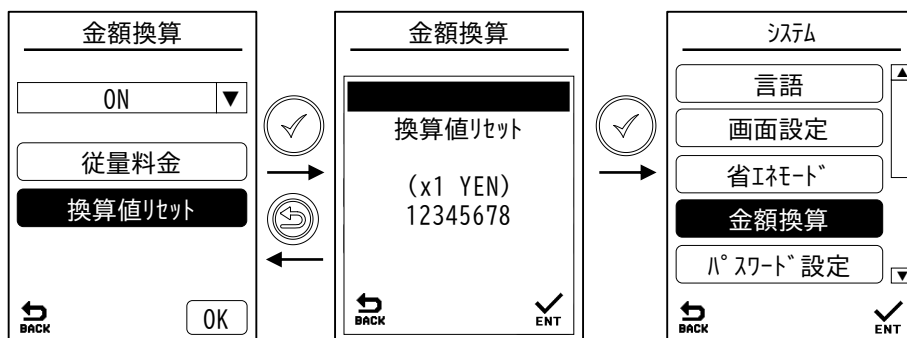 金額換算
ON ▼
従量料金
換算値ﾘｾｯﾄ
BACK
OK
金額換算
換算値ﾘｾｯﾄ
(x1 YEN)
12345678
BACK
ENT
ｼｽﾃﾑ
言語
画面設定
省ｴﾈﾓｰﾄﾞ
金額換算
ﾊﾟｽﾜｰﾄﾞ設定
BACK
ENT